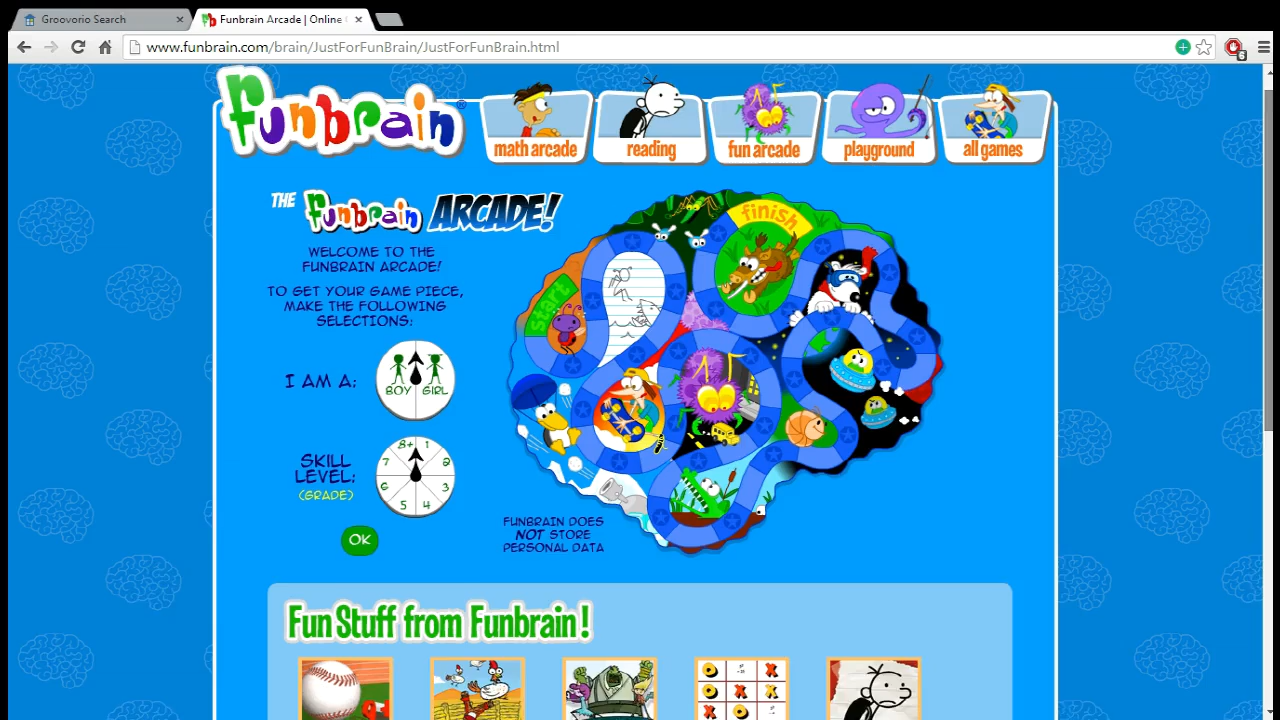 Groovorio Search
Funbrain Arcade | Online
www.funbrain.com/brain/JustForFunBrain/JustForFunBrain.html
6
funbrain®
math arcade
reading
fun arcade
playground
all games
THE funbrain ARCADE!
WELCOME TO THE
FUNBRAIN ARCADE!
TO GET YOUR GAME PIECE,
MAKE THE FOLLOWING
SELECTIONS:
I AM A:
BOY GIRL
SKILL
LEVEL:
(GRADE)
8+ 1
7 2
6 3
5 4
OK
start
finish
FUNBRAIN DOES
NOT STORE
PERSONAL DATA
Fun Stuff from Funbrain!
O X
O X X
X O